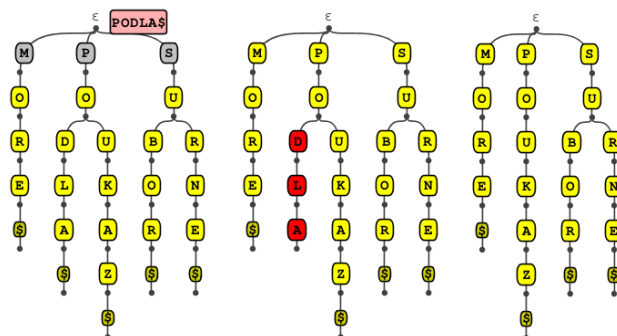 ε PODLA$
M P S
O O U
R D U B R
E L K O N
$ A A R E
$ Z $ $
$
ε
M P S
O O U
R D U B R
E L K O N
$ A A R E
Z $ $
$
ε
M P S
O O U
R U B R
E K O N
$ A R E
Z $ $
$